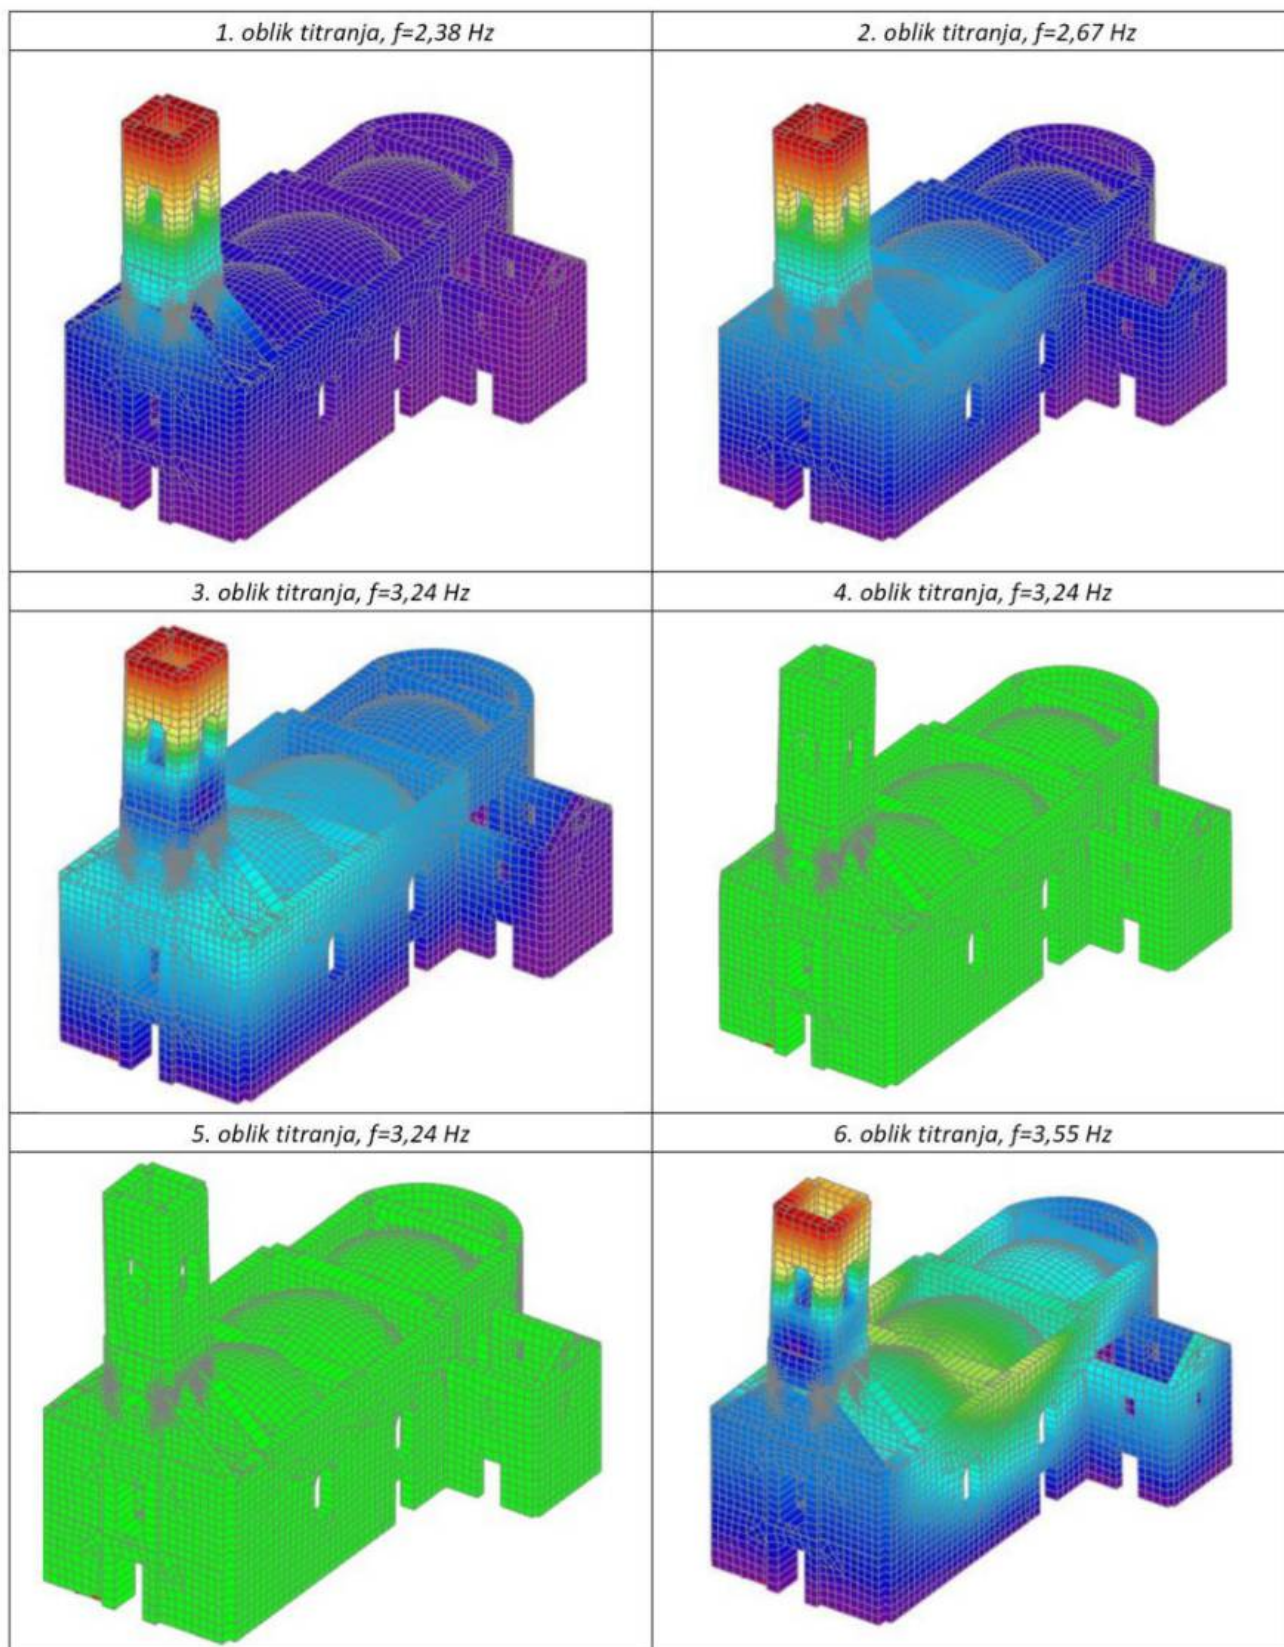 1. oblik titranja, f=2,38 Hz
2. oblik titranja, f=2,67 Hz
3. oblik titranja, f=3,24 Hz
4. oblik titranja, f=3,24 Hz
5. oblik titranja, f=3,24 Hz
6. oblik titranja, f=3,55 Hz